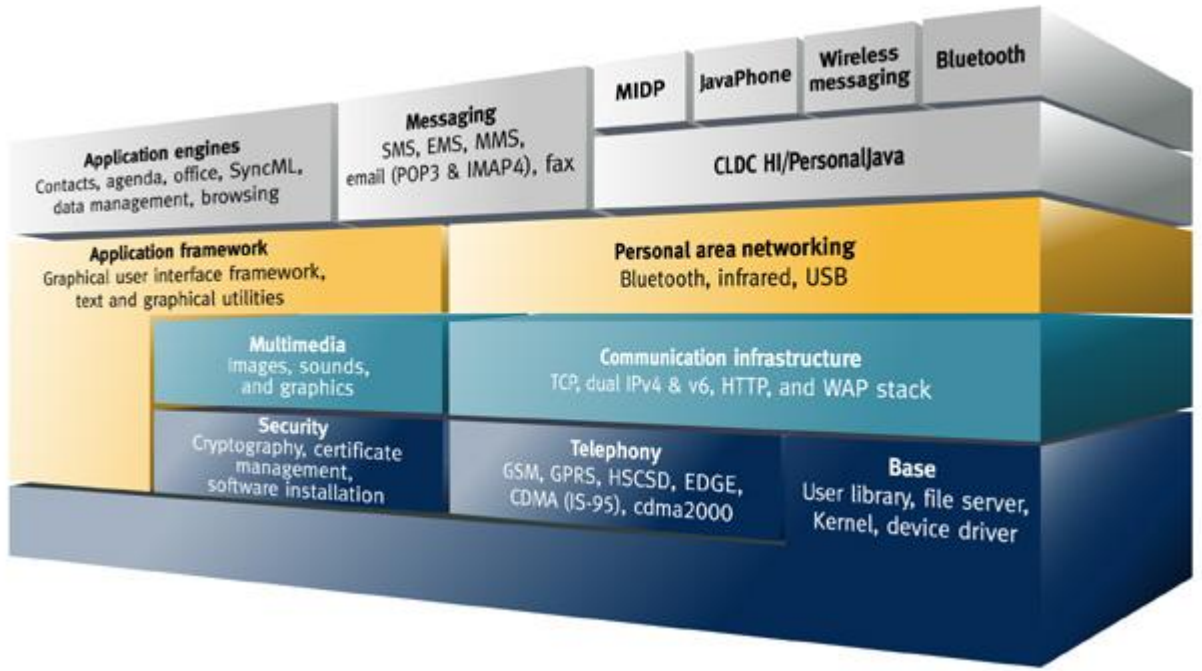 MIDP
JavaPhone
Wireless
messaging
Bluetooth
Application engines
Contacts, agenda, office, SyncML,
data management, browsing
Messaging
SMS, EMS, MMS,
email (POP3 & IMAP4), fax
CLDC HI/PersonalJava
Application framework
Graphical user interface framework,
text and graphical utilities
Personal area networking
Bluetooth, infrared, USB
Multimedia
images, sounds,
and graphics
Communication infrastructure
TCP, dual IPv4 & v6, HTTP, and WAP stack
Security
Cryptography, certificate
management,
software installation
Telephony
GSM, GPRS, HSCSD, EDGE,
CDMA (IS-95), cdma2000
Base
User library, file server,
Kernel, device driver